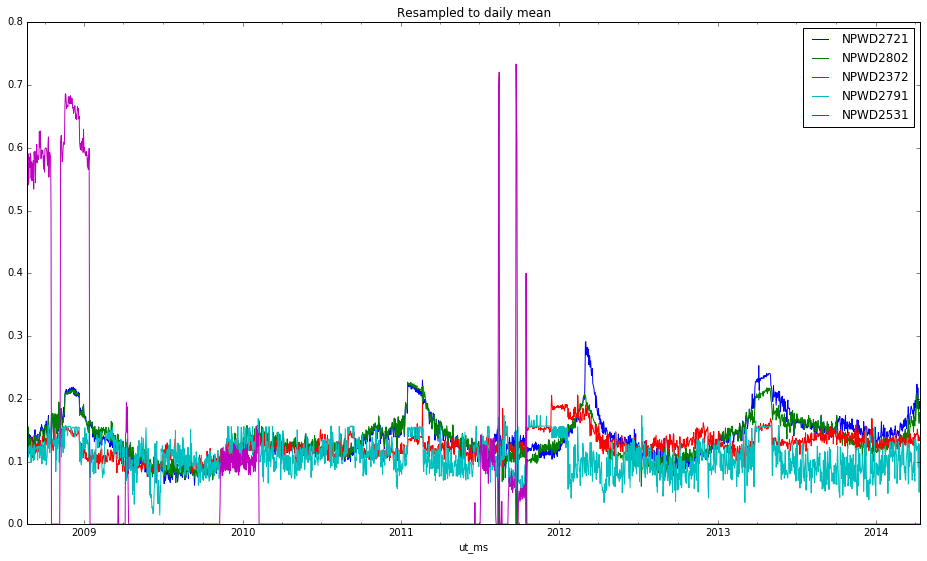 Resampled to daily mean
0.8
0.7
0.6
0.5
0.4
0.3
0.2
0.1
0.0
NPWD2721
NPWD2802
NPWD2372
NPWD2791
NPWD2531
2009 2010 2011 2012 2013 2014
ut_ms